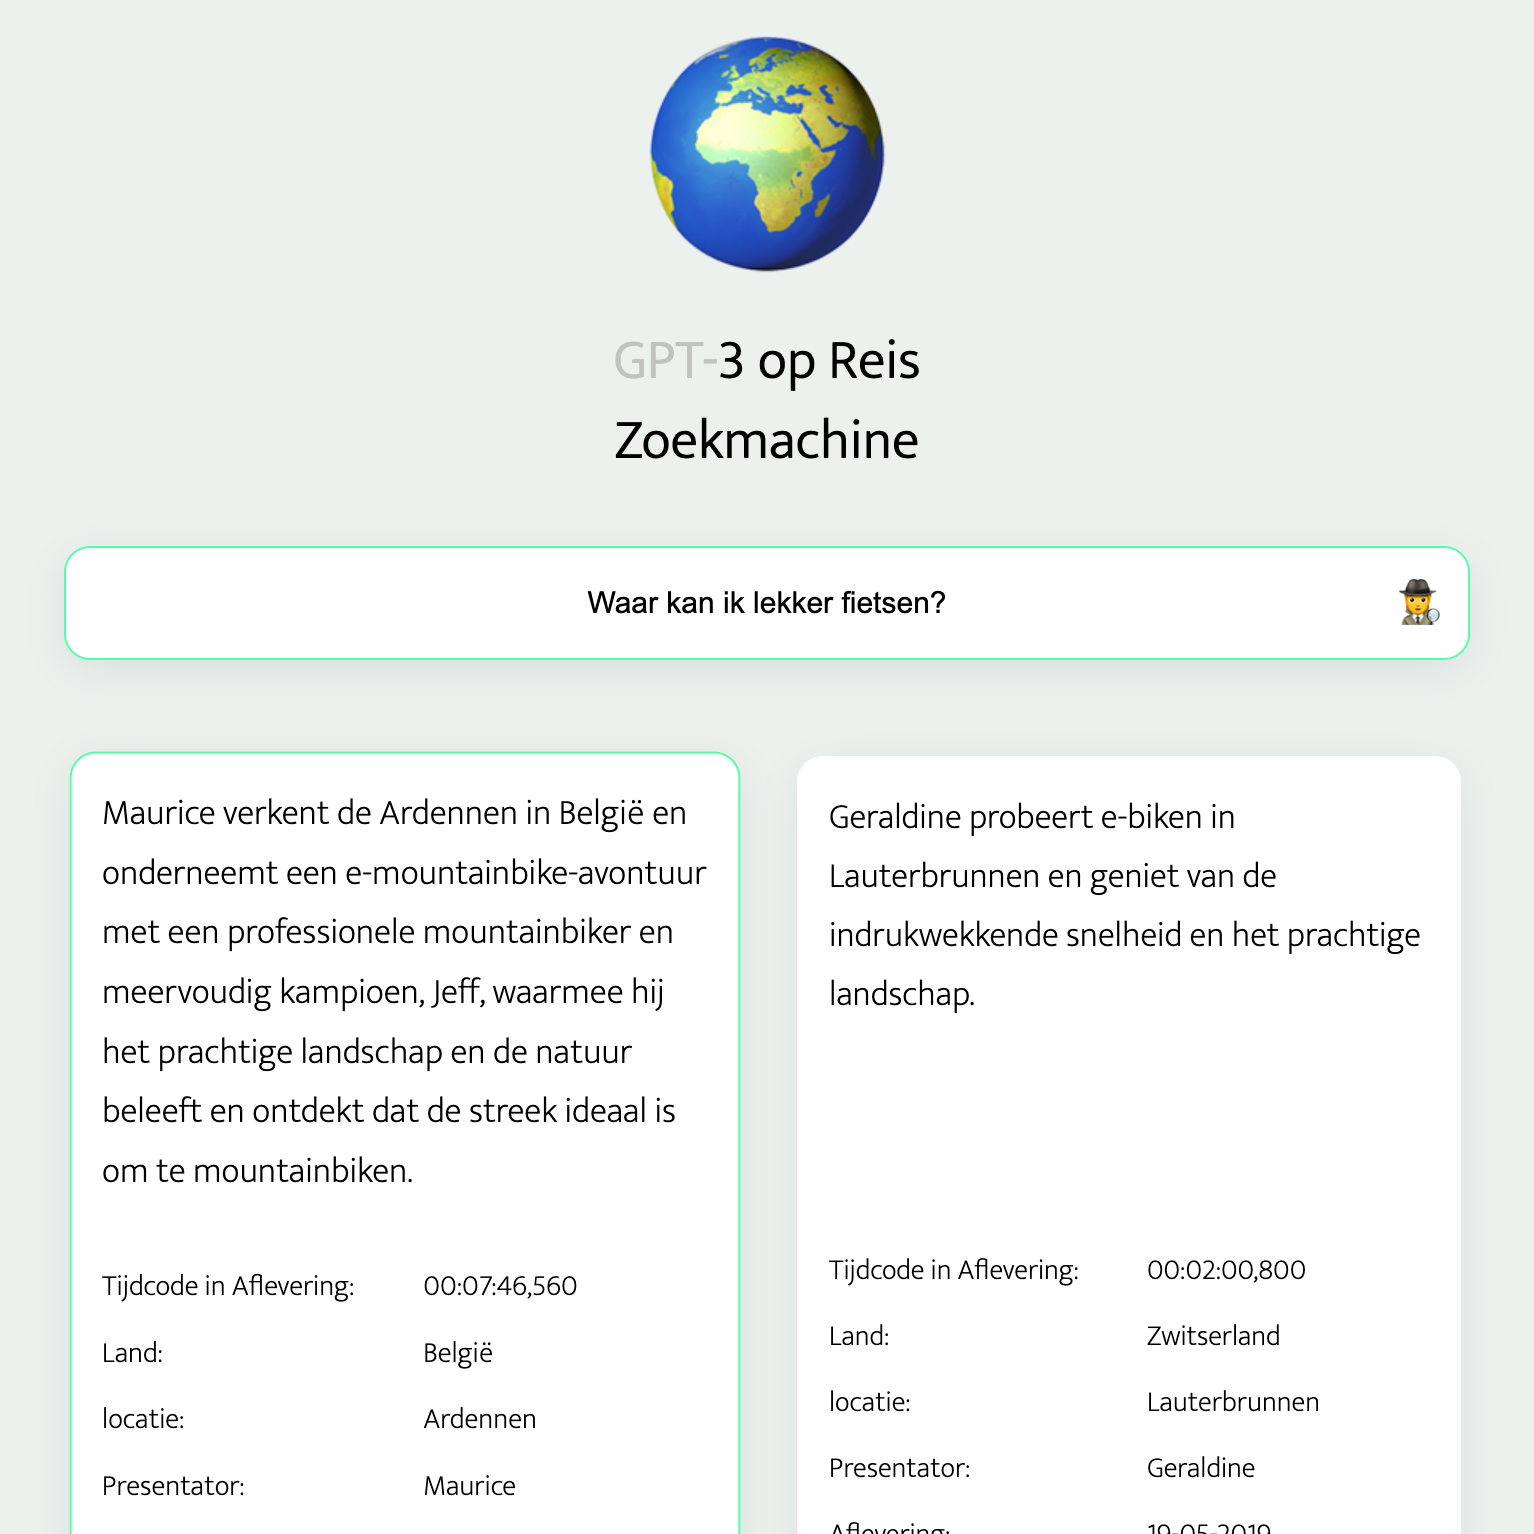 GPT-3 op Reis
Zoekmachine
Waar kan ik lekker fietsen?
Maurice verkent de Ardennen in België en
onderneemt een e-mountainbike-avontuur
met een professionele mountainbiker en
meervoudig kampioen, Jeff, waarmee hij
het prachtige landschap en de natuur
beleeft en ontdekt dat de streek ideaal is
om te mountainbiken.
Tijdcode in Aflevering: 00:07:46,560
Land: België
locatie: Ardennen
Presentator: Maurice
Geraldine probeert e-biken in
Lauterbrunnen en geniet van de
indrukwekkende snelheid en het prachtige
landschap.
Tijdcode in Aflevering: 00:02:00,800
Land: Zwitserland
locatie: Lauterbrunnen
Presentator: Geraldine
Aflevering: 19-05-2019